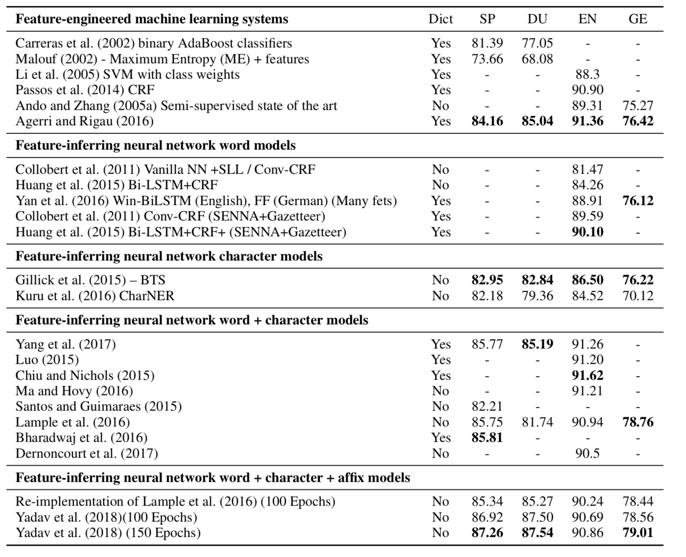 Feature-engineered machine learning systems Dict SP DU EN GE
Carreras et al. (2002) binary AdaBoost classifiers Yes 81.39 77.05 - -
Malouf (2002) - Maximum Entropy (ME) + features Yes 73.66 68.08 - -
Li et al. (2005) SVM with class weights Yes - - 88.3 -
Passos et al. (2014) CRF Yes - - 90.90 -
Ando and Zhang (2005a) Semi-supervised state of the art No - - 89.31 75.27
Agerri and Rigau (2016) Yes 84.16 85.04 91.36 76.42
Feature-inferring neural network word models
Collobert et al. (2011) Vanilla NN +SLL / Conv-CRF No - - 81.47 -
Huang et al. (2015) Bi-LSTM+CRF No - - 84.26 -
Yan et al. (2016) Win-BiLSTM (English), FF (German) (Many fets) Yes - - 88.91 76.12
Collobert et al. (2011) Conv-CRF (SENNA+Gazetteer) Yes - - 89.59 -
Huang et al. (2015) Bi-LSTM+CRF+ (SENNA+Gazetteer) Yes - - 90.10 -
Feature-inferring neural network character models
Gillick et al. (2015) – BTS No 82.95 82.84 86.50 76.22
Kuru et al. (2016) CharNER No 82.18 79.36 84.52 70.12
Feature-inferring neural network word + character models
Yang et al. (2017) Yes 85.77 85.19 91.26 -
Luo (2015) Yes - - 91.20 -
Chiu and Nichols (2015) Yes - - 91.62 -
Ma and Hovy (2016) No - - 91.21 -
Santos and Guimaraes (2015) No 82.21 - - -
Lample et al. (2016) No 85.75 81.74 90.94 78.76
Bharadwaj et al. (2016) Yes 85.81 - - -
Dernoncourt et al. (2017) No - - 90.5 -
Feature-inferring neural network word + character + affix models
Re-implementation of Lample et al. (2016) (100 Epochs) No 85.34 85.27 90.24 78.44
Yadav et al. (2018)(100 Epochs) No 86.92 87.50 90.69 78.56
Yadav et al. (2018) (150 Epochs) No 87.26 87.54 90.86 79.01